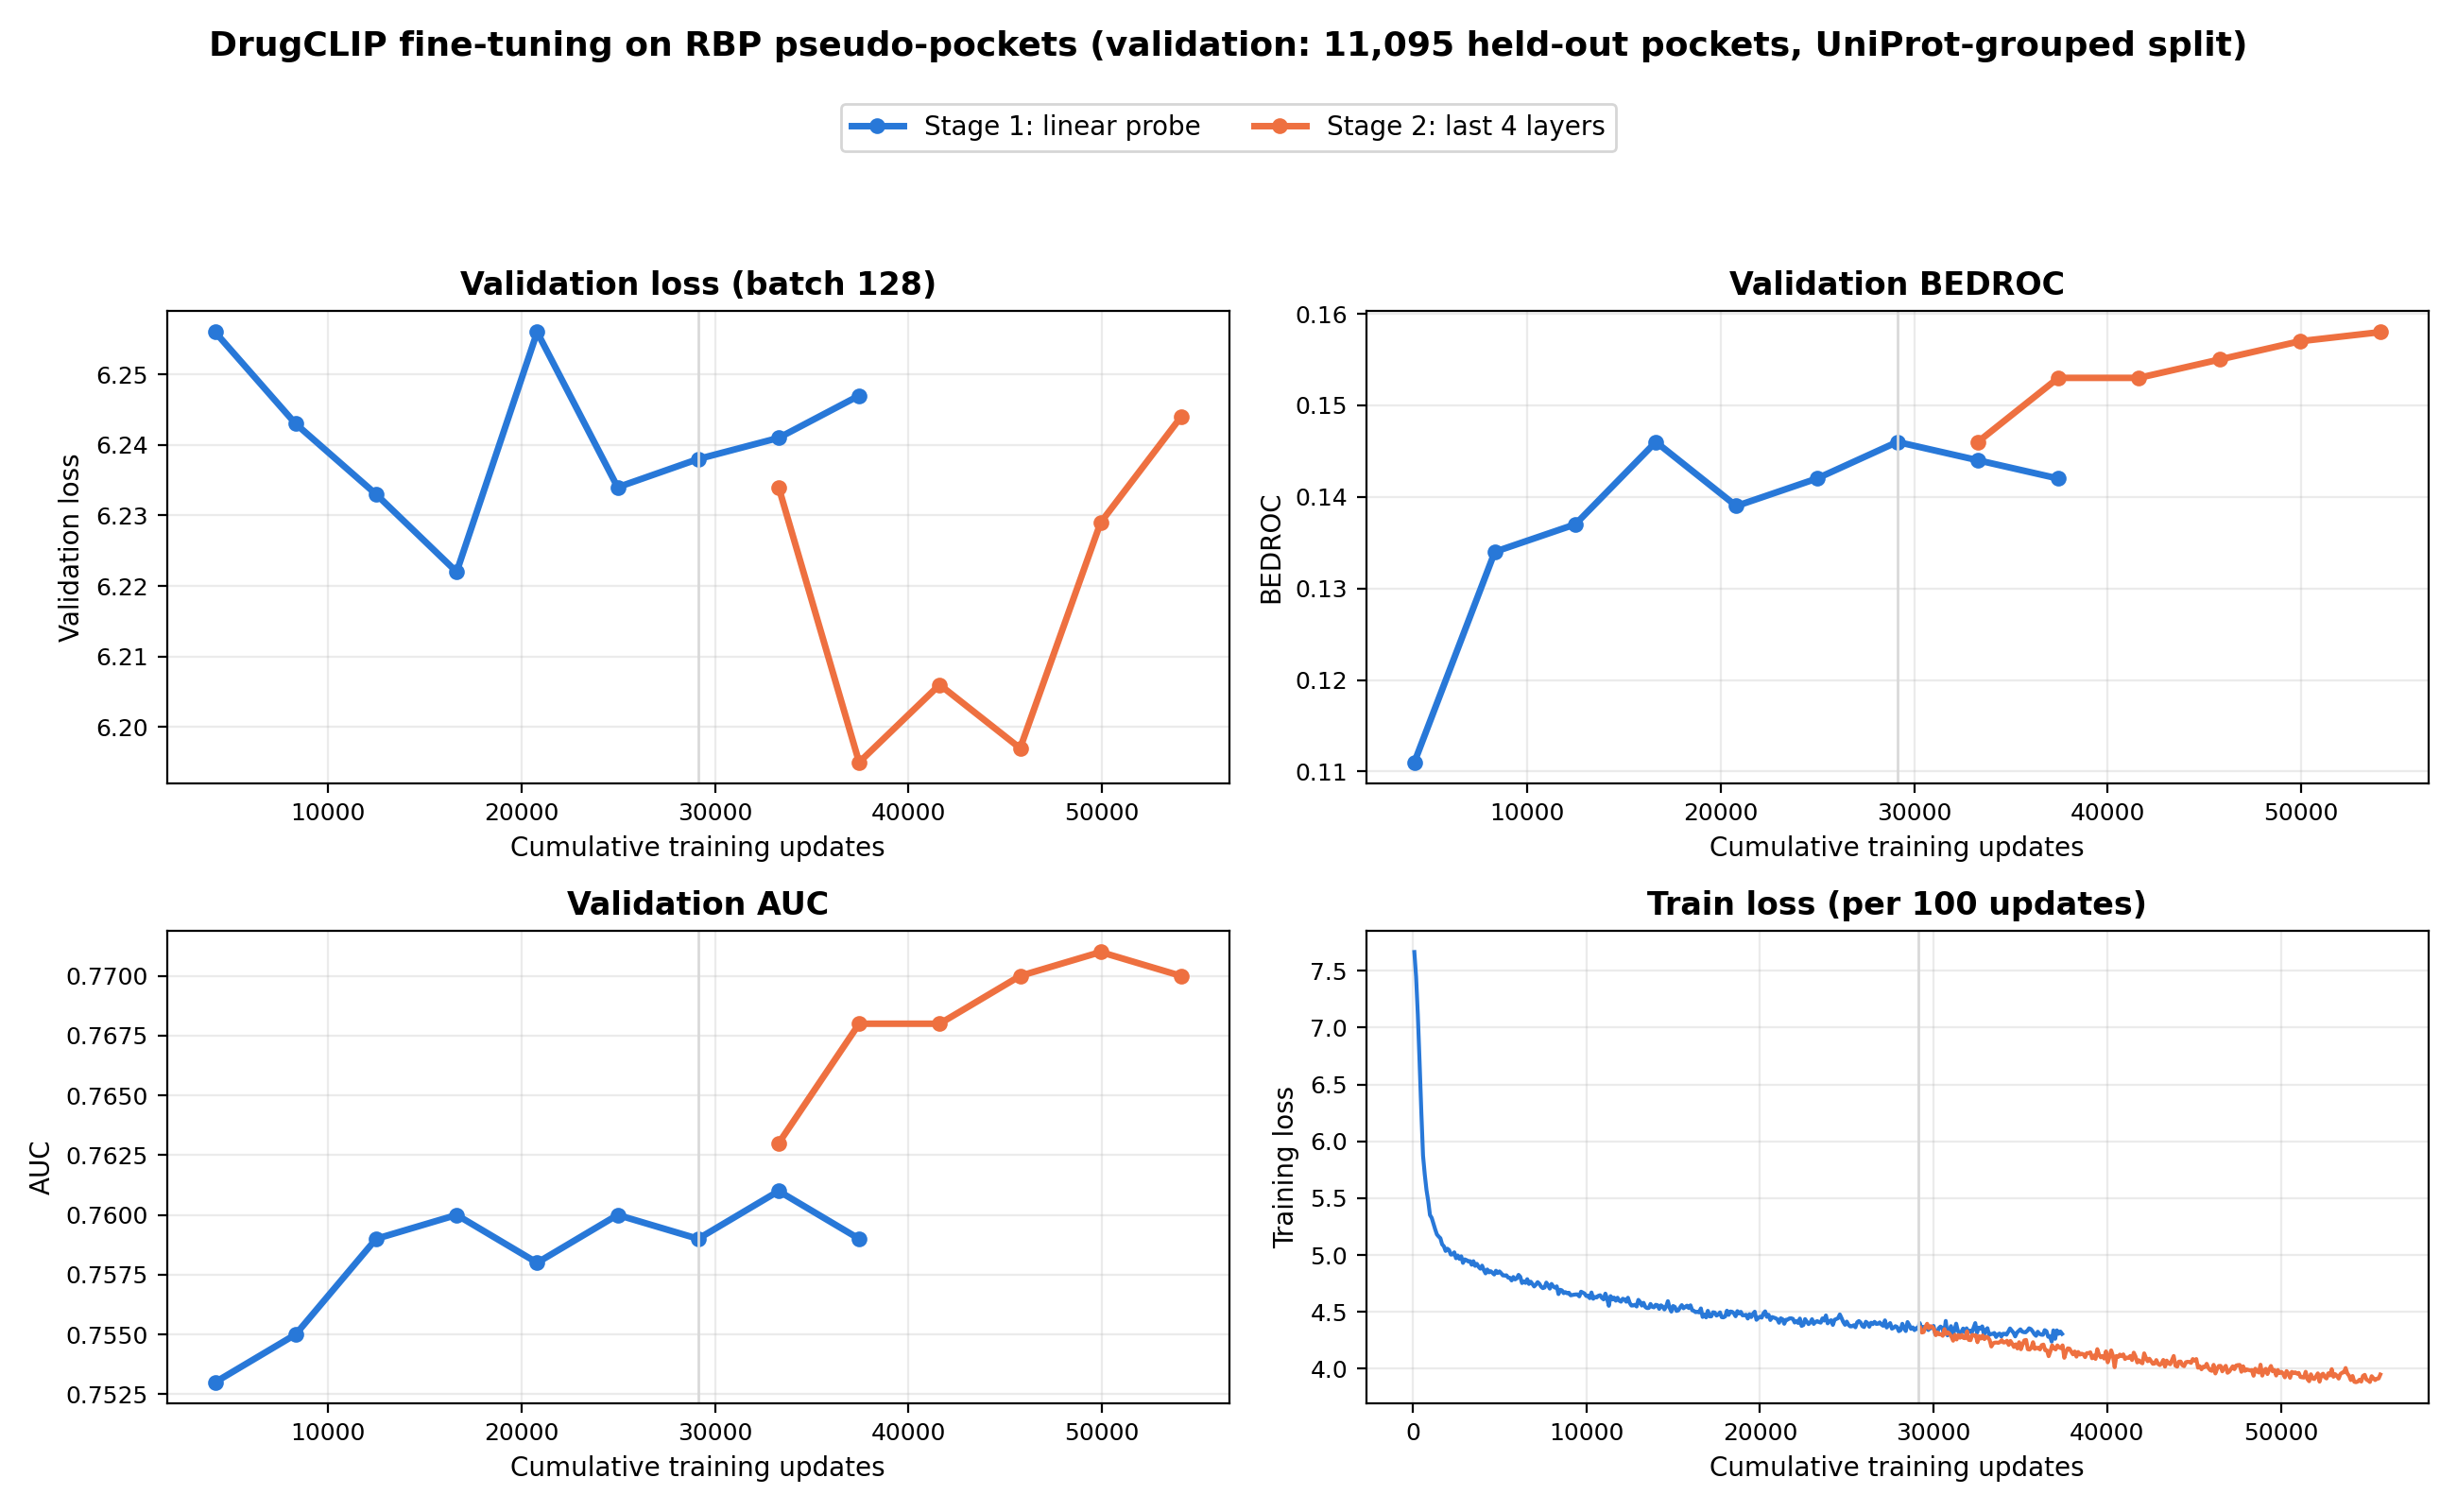 DrugCLIP fine-tuning on RBP pseudo-pockets (validation: 11,095 held-out pockets, UniProt-grouped split)
Stage 1: linear probe
Stage 2: last 4 layers
Validation loss (batch 128)
Validation loss
6.25
6.24
6.23
6.22
6.21
6.20
10000 20000 30000 40000 50000
Cumulative training updates
Validation BEDROC
BEDROC
0.16
0.15
0.14
0.13
0.12
0.11
10000 20000 30000 40000 50000
Cumulative training updates
Validation AUC
AUC
0.7700
0.7675
0.7650
0.7625
0.7600
0.7575
0.7550
0.7525
10000 20000 30000 40000 50000
Cumulative training updates
Train loss (per 100 updates)
Training loss
7.5
7.0
6.5
6.0
5.5
5.0
4.5
4.0
0 10000 20000 30000 40000 50000
Cumulative training updates